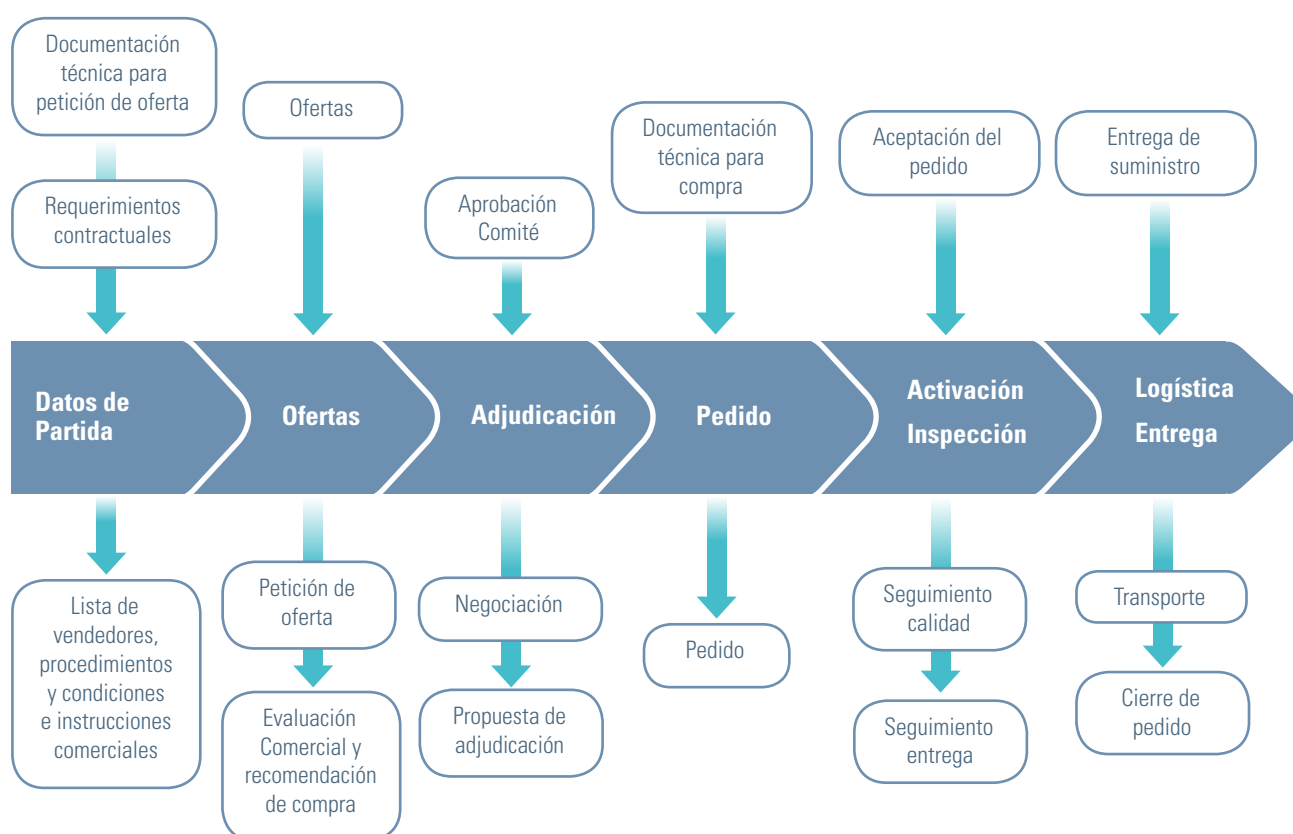 Documentación
técnica para
petición de oferta
Requerimientos
contractuales
Ofertas
Aprobación
Comité
Documentación
técnica para
compra
Aceptación del
pedido
Entrega de
suministro
Datos de
Partida
Ofertas
Adjudicación
Pedido
Activación
Inspección
Logística
Entrega
Lista de
vendedores,
procedimientos
y condiciones
e instrucciones
comerciales
Petición de
oferta
Evaluación
Comercial y
recomendación
de compra
Negociación
Propuesta de
adjudicación
Pedido
Seguimiento
calidad
Seguimiento
entrega
Transporte
Cierre de
pedido